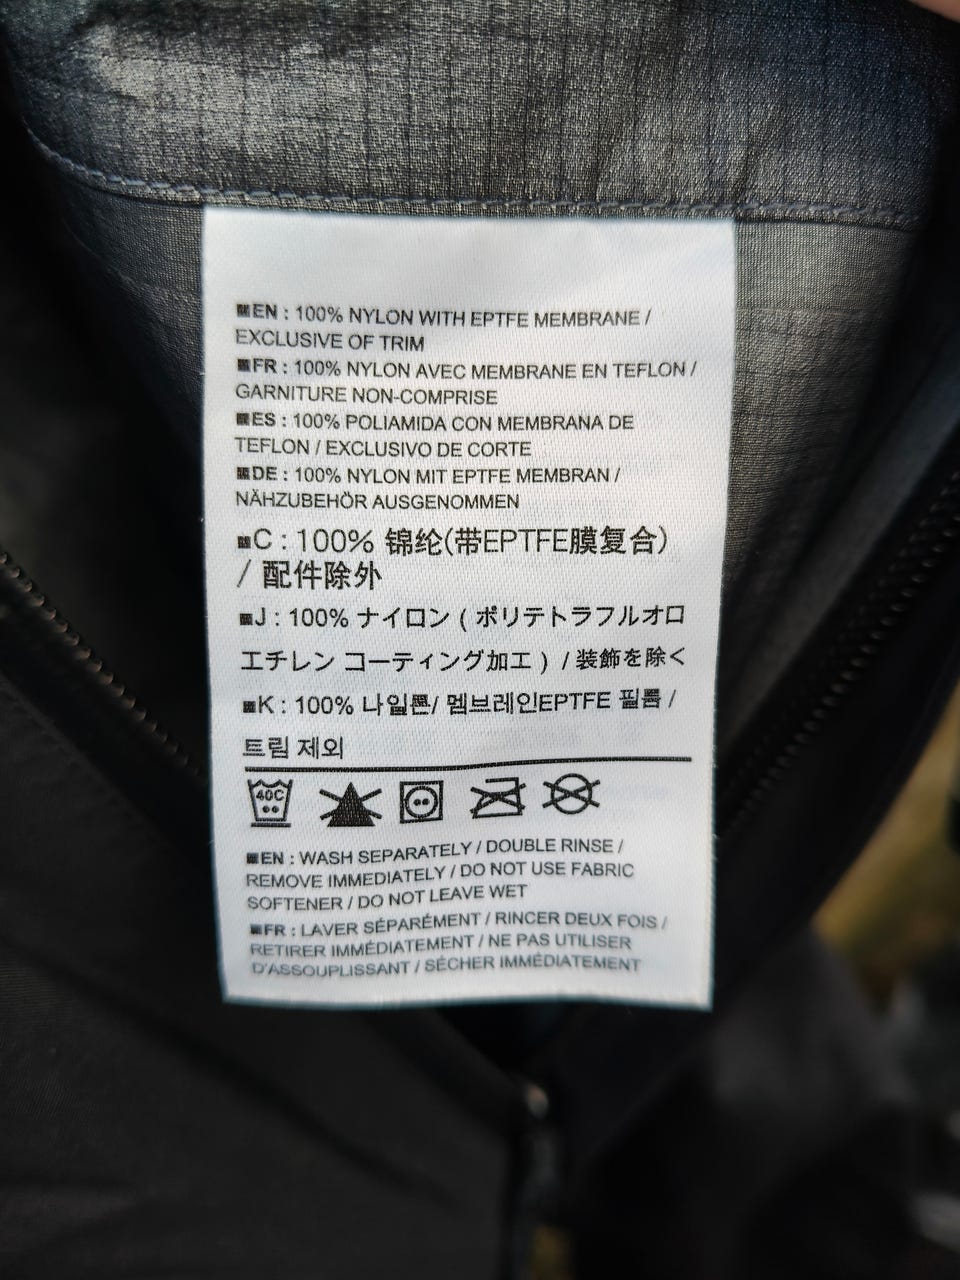 EN : 100% NYLON WITH EPTFE MEMBRANE /
EXCLUSIVE OF TRIM
FR : 100% NYLON AVEC MEMBRANE EN TEFLON /
GARNITURE NON-COMPRISE
ES : 100% POLIAMIDA CON MEMBRANA DE
TEFLON / EXCLUSIVO DE CORTE
DE : 100% NYLON MIT EPTFE MEMBRAN /
NÄHZUBEHÖR AUSGENOMMEN
C : 100% 锦纶(带EPTFE膜复合)
/ 配件除外
J : 100% ナイロン ( ポリテトラフルオロ
エチレン コーティング加工 ) / 装飾を除く
K : 100% 나일론/ 멤브레인EPTFE 필름 /
트림 제외
40C
EN : WASH SEPARATELY / DOUBLE RINSE /
REMOVE IMMEDIATELY / DO NOT USE FABRIC
SOFTENER / DO NOT LEAVE WET
FR : LAVER SÉPARÉMENT / RINCER DEUX FOIS /
RETIRER IMMÉDIATEMENT / NE PAS UTILISER
D'ASSOUPLISSANT / SÉCHER IMMÉDIATEMENT